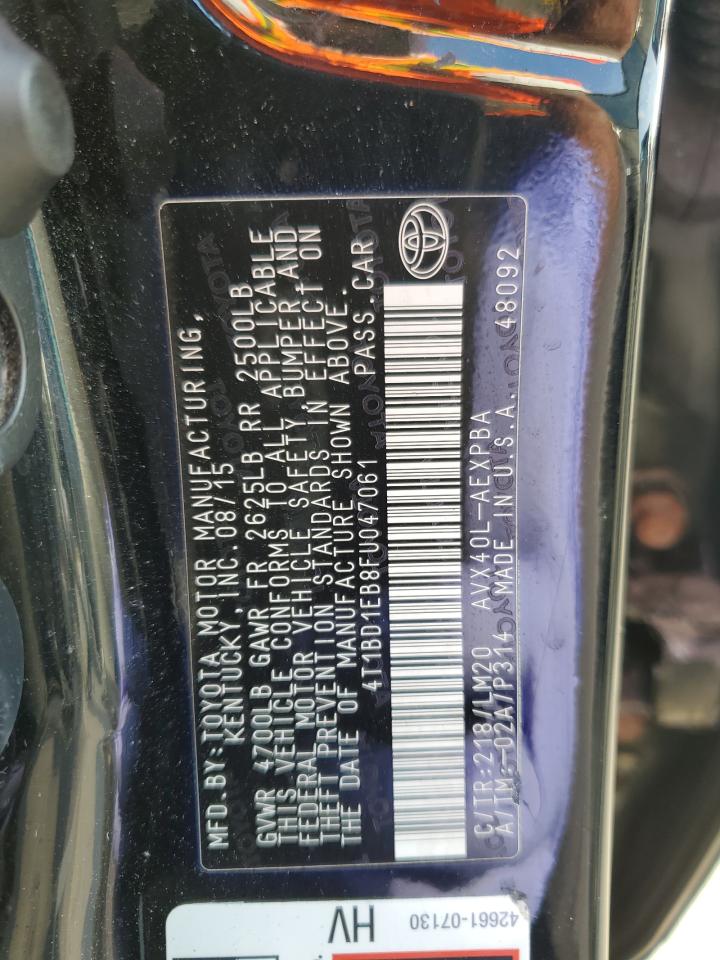 MFD.BY:TOYOTA MOTOR MANUFACTURING,
KENTUCKY, INC.08/15
GVWR 4700LB GAWR FR 2625LB RR 2500LB
THIS VEHICLE CONFORMS TO ALL APPLICABLE
FEDERAL MOTOR VEHICLE SAFETY, BUMPER, AND
THEFT PREVENTION STANDARDS IN EFFECT ON
THE DATE OF MANUFACTURE SHOWN ABOVE.
4T1BD1EB8FU047061 PASS.CAR
C/TR:218/LM20 AVX40L-AEXPBA
A/TM:-02A/P314 MADE IN U.S.A. 48092
42661-07130
HV